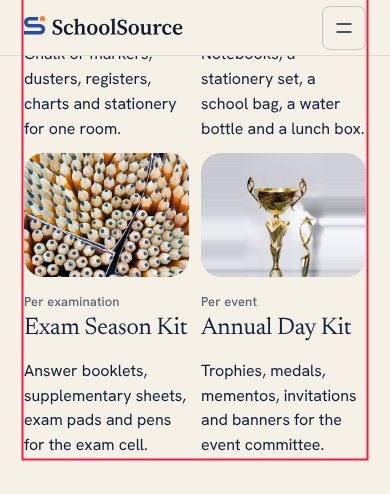 SchoolSource
Chalk or markers,
dusters, registers,
charts and stationery
for one room.
Notebooks, a
stationery set, a
school bag, a water
bottle and a lunch box.
Per examination
Exam Season Kit
Answer booklets,
supplementary sheets,
exam pads and pens
for the exam cell.
Per event
Annual Day Kit
Trophies, medals,
mementos, invitations
and banners for the
event committee.